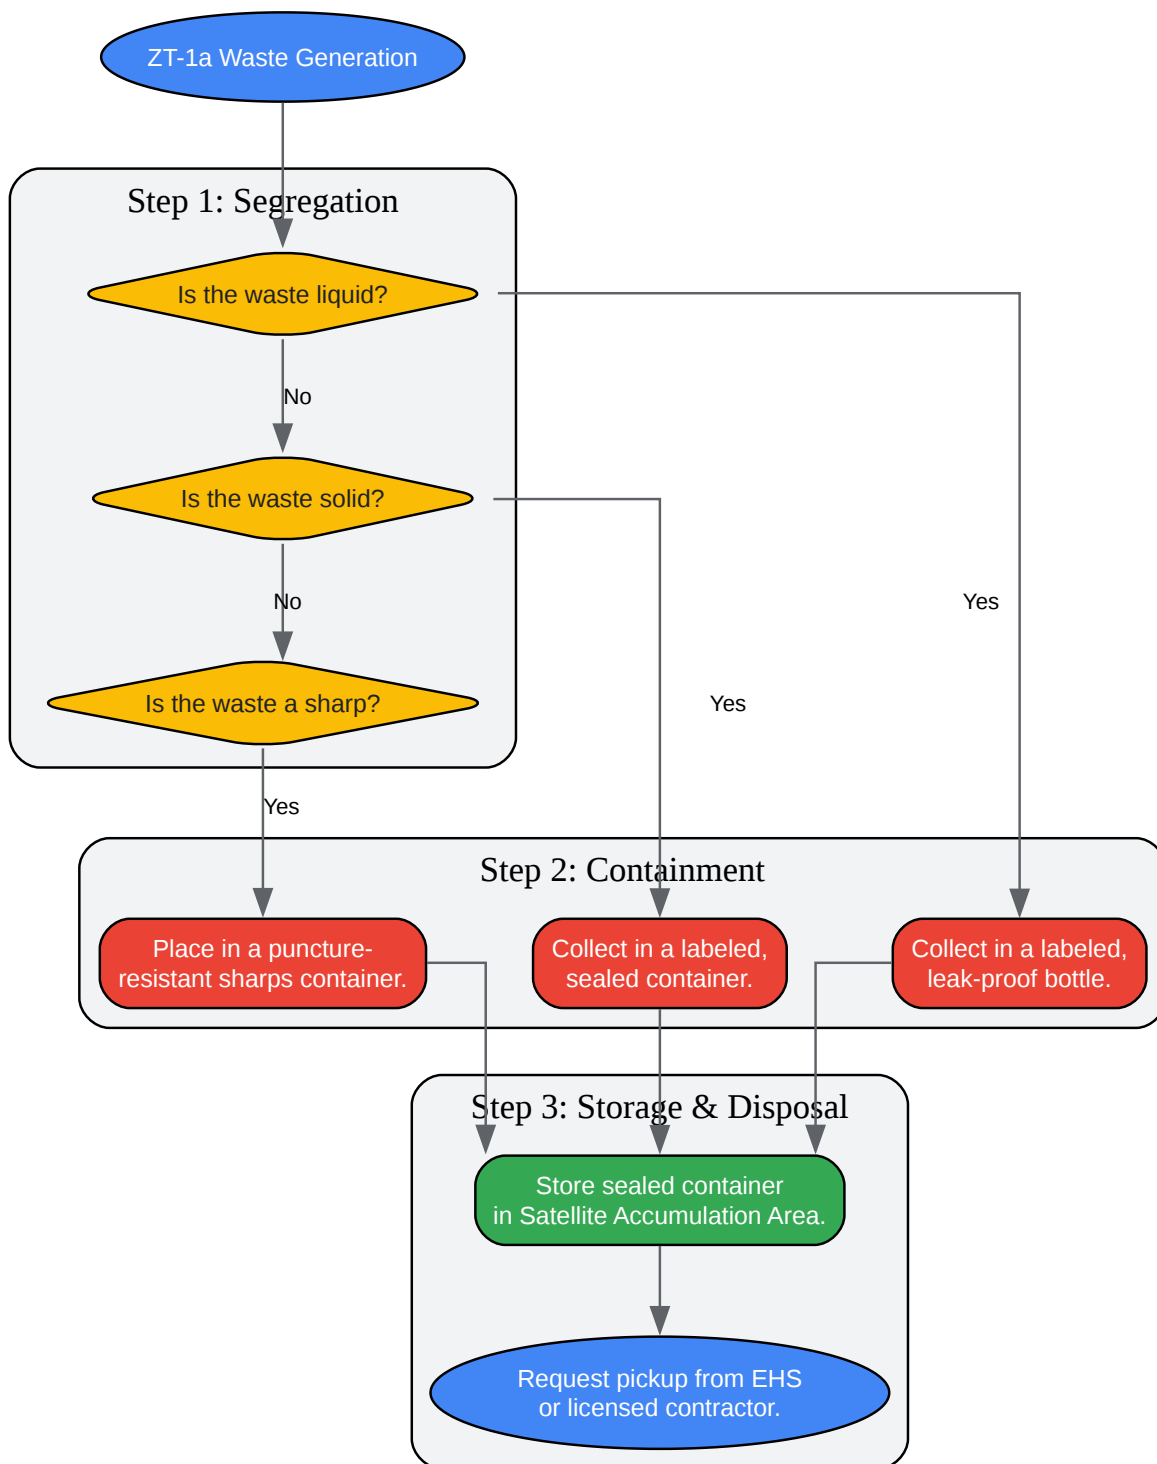 ZT-1a Waste Generation
Step 1: Segregation
Is the waste liquid?
No
Is the waste solid?
No
Yes
Is the waste a sharp?
Yes
Yes
Step 2: Containment
Place in a puncture-
resistant sharps container.
Collect in a labeled,
sealed container.
Collect in a labeled,
leak-proof bottle.
Step 3: Storage & Disposal
Store sealed container
in Satellite Accumulation Area.
Request pickup from EHS
or licensed contractor.